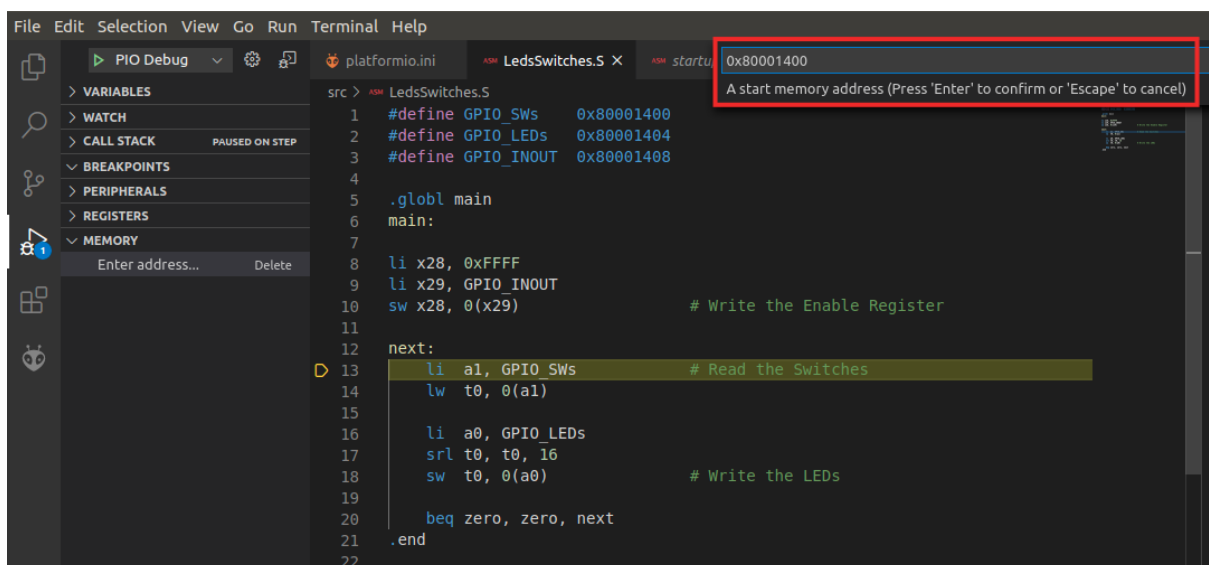 File Edit Selection View Go Run Terminal Help
PIO Debug
platformio.ini
ASM LedsSwitches.S
ASM
0x80001400
A start memory address (Press 'Enter' to confirm or 'Escape' to cancel)
VARIABLES
WATCH
CALL STACK PAUSED ON STEP
BREAKPOINTS
PERIPHERALS
REGISTERS
MEMORY
Enter address... Delete
1
src > ASM LedsSwitches.S
1 #define GPIO_SWs 0x80001400
2 #define GPIO_LEDs 0x80001404
3 #define GPIO_INOUT 0x80001408
4
5 .globl main
6 main:
7
8 li x28, 0xFFFF
9 li x29, GPIO_INOUT
10 sw x28, 0(x29) # Write the Enable Register
11
12 next:
13 li a1, GPIO_SWs # Read the Switches
14 lw t0, 0(a1)
15
16 li a0, GPIO_LEDs
17 srl t0, t0, 16
18 sw t0, 0(a0) # Write the LEDs
19
20 beq zero, zero, next
21 .end
22